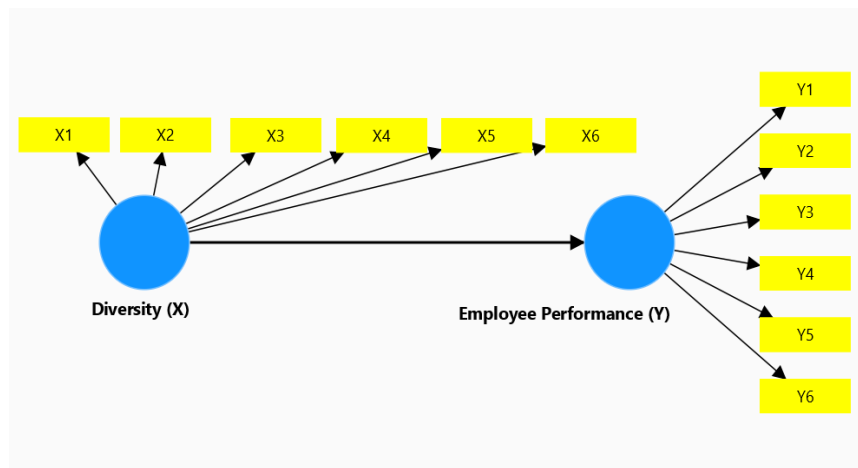 X1
X2
X3
X4
X5
X6
Y1
Y2
Y3
Y4
Y5
Y6
Diversity (X)
Employee Performance (Y)